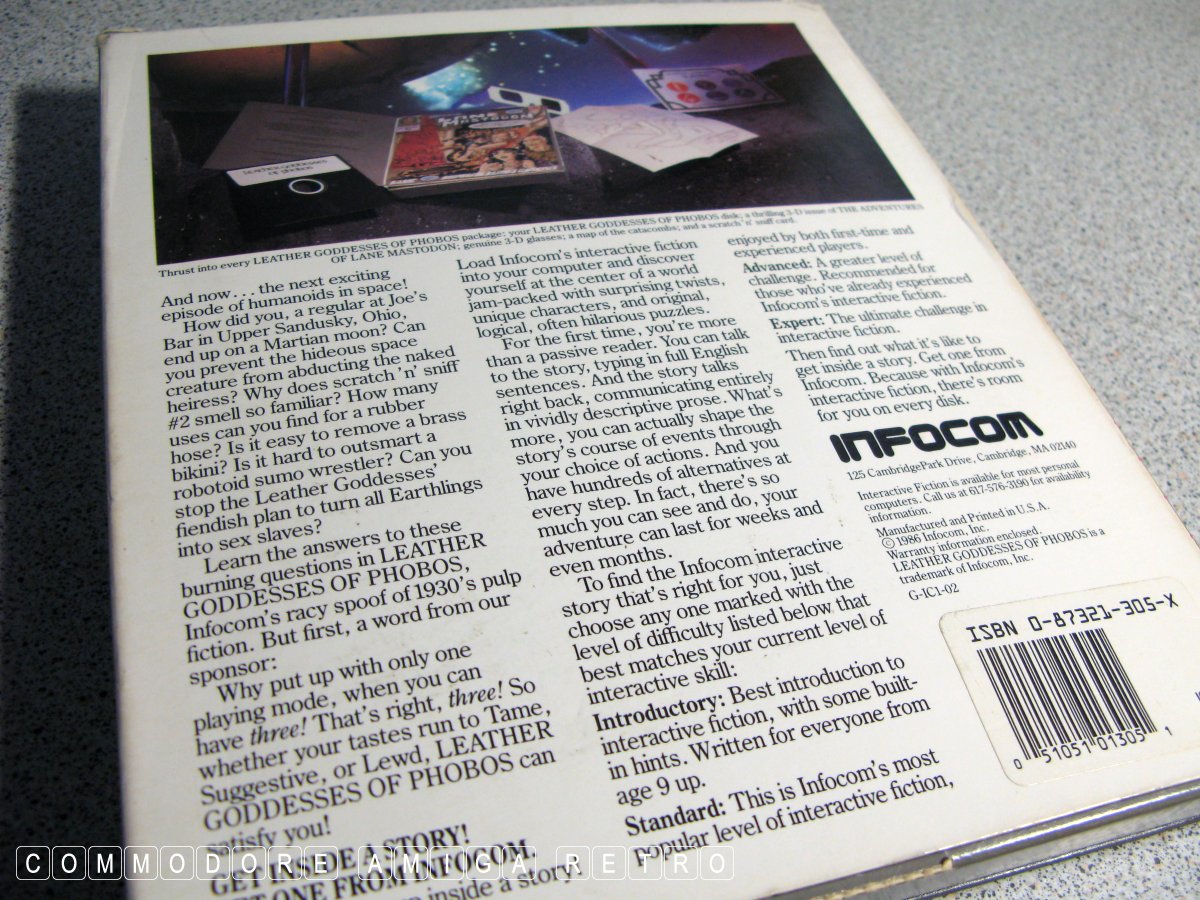 LEATHER GODDESSES
OF PHOBOS
Thrust into every LEATHER GODDESSES OF PHOBOS package: your LEATHER GODDESSES OF PHOBOS disk; a thrilling 3-D issue of THE ADVENTURES
OF LANE MASTODON; genuine 3-D glasses; a map of the catacombs; and a scratch 'n' sniff card.
And now . . . the next exciting
episode of humanoids in space!
How did you, a regular at Joe's
Bar in Upper Sandusky, Ohio,
end up on a Martian moon? Can
you prevent the hideous space
creature from abducting the naked
heiress? Why does scratch 'n' sniff
#2 smell so familiar? How many
uses can you find for a rubber
hose? Is it easy to remove a brass
bikini? Is it hard to outsmart a
robotoid sumo wrestler? Can you
stop the Leather Goddesses'
fiendish plan to turn all Earthlings
into sex slaves?
Learn the answers to these
burning questions in LEATHER
GODDESSES OF PHOBOS,
Infocom's racy spoof of 1930's pulp
fiction. But first, a word from our
sponsor:
Why put up with only one
playing mode, when you can
have three! That's right, three! So
whether your tastes run to Tame,
Suggestive, or Lewd, LEATHER
GODDESSES OF PHOBOS can
satisfy you!
GET INSIDE A STORY!
GET ONE FROM INFOCOM.
inside a story!
Load Infocom's interactive fiction
into your computer and discover
yourself at the center of a world
jam-packed with surprising twists,
unique characters, and original,
logical, often hilarious puzzles.
For the first time, you're more
than a passive reader. You can talk
to the story, typing in full English
sentences. And the story talks
right back, communicating entirely
in vividly descriptive prose. What's
more, you can actually shape the
story's course of events through
your choice of actions. And you
have hundreds of alternatives at
every step. In fact, there's so
much you can see and do, your
adventure can last for weeks and
even months.
To find the Infocom interactive
story that's right for you, just
choose any one marked with the
level of difficulty listed below that
best matches your current level of
interactive skill:
Introductory: Best introduction to
interactive fiction, with some built-
in hints. Written for everyone from
age 9 up.
Standard: This is Infocom's most
popular level of interactive fiction,
enjoyed by both first-time and
experienced players.
Advanced: A greater level of
challenge. Recommended for
those who've already experienced
Infocom's interactive fiction.
Expert: The ultimate challenge in
interactive fiction.
Then find out what it's like to
get inside a story. Get one from
Infocom. Because with Infocom's
interactive fiction, there's room
for you on every disk.
INFOCOM
125 CambridgePark Drive, Cambridge, MA 02140
Interactive Fiction is available for most personal
computers. Call us at 617-576-3190 for availability
information.
Manufactured and Printed in U.S.A.
© 1986 Infocom, Inc.
Warranty information enclosed.
LEATHER GODDESSES OF PHOBOS is a
trademark of Infocom, Inc.
G-IC1-02
ISBN 0-87321-305-X
0 51051 01305 1
COMMODORE AMIGA RETRO